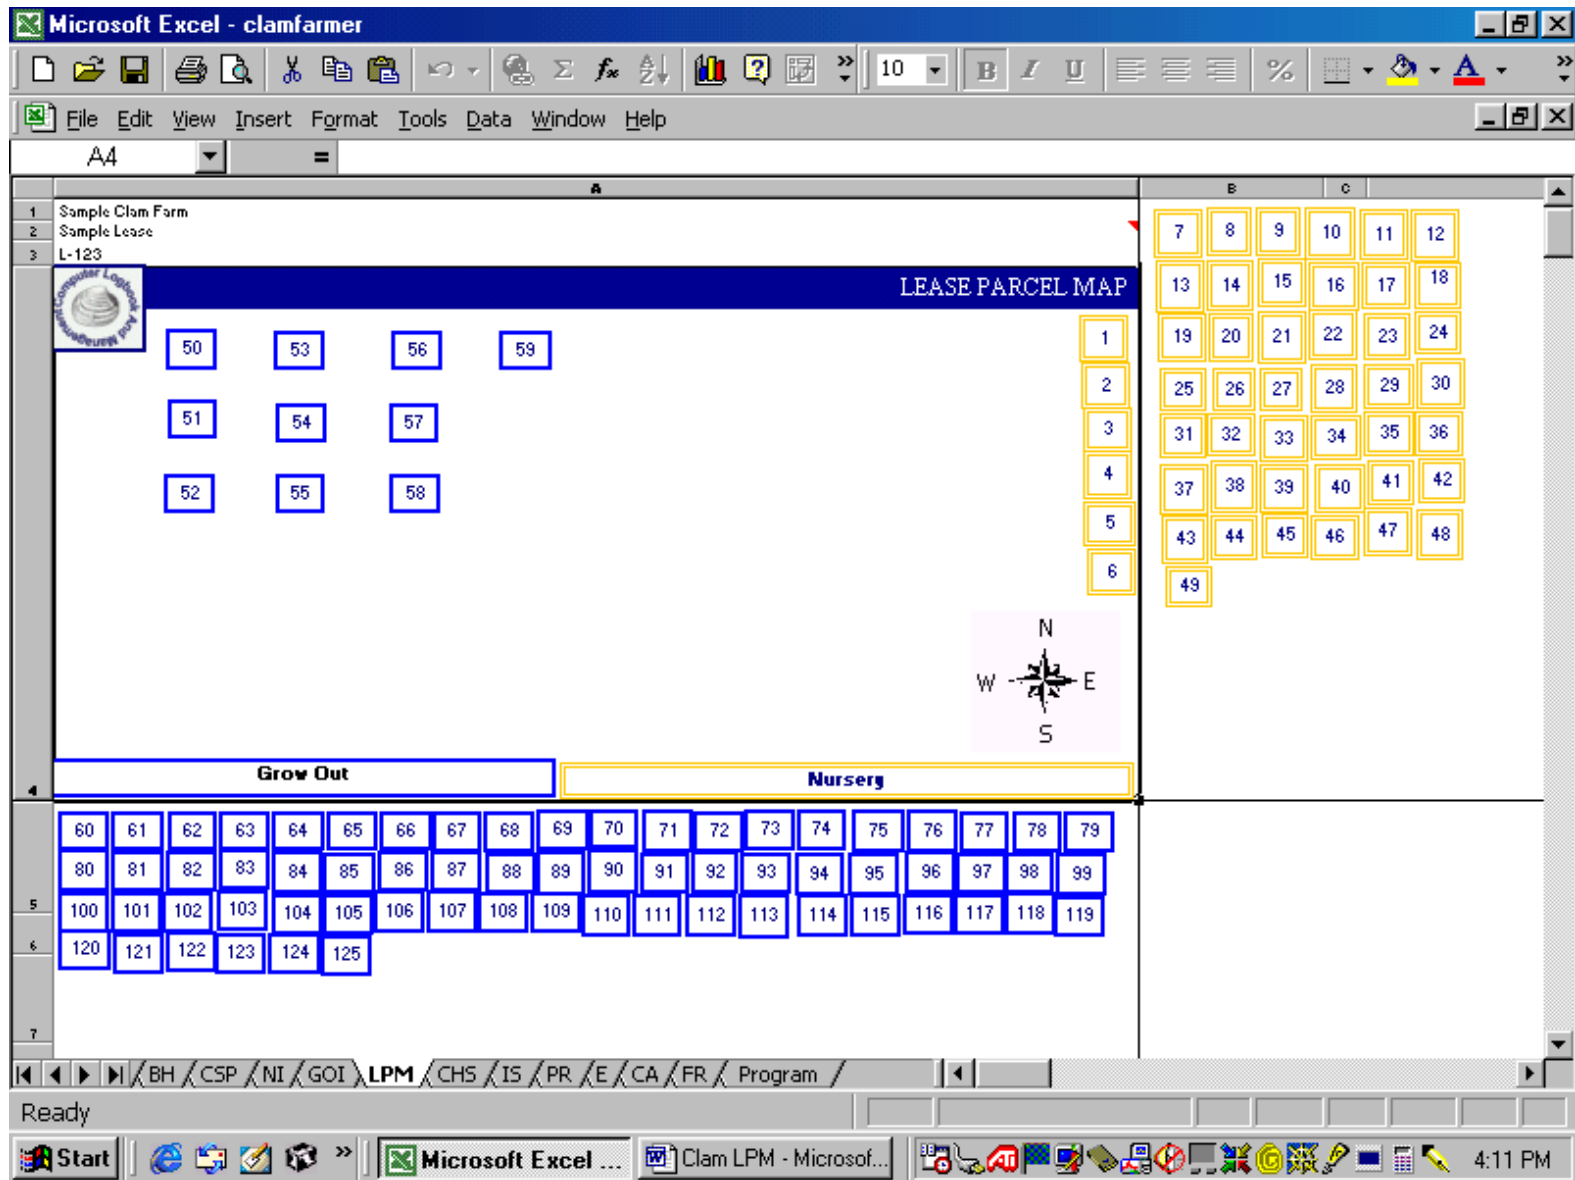 Microsoft Excel - clamfarmer
10 B I U %
File Edit View Insert Format Tools Data Window Help
A4 =
A B C
1 Sample Clam Farm
2 Sample Lease
3 L-123
Computer Logbook And Management
LEASE PARCEL MAP
7 8 9 10 11 12
13 14 15 16 17 18
50 53 56 59 1 19 20 21 22 23 24
2 25 26 27 28 29 30
51 54 57 3 31 32 33 34 35 36
52 55 58 4 37 38 39 40 41 42
5 43 44 45 46 47 48
6 49
N
W E
S
4 Grow Out Nursery
60 61 62 63 64 65 66 67 68 69 70 71 72 73 74 75 76 77 78 79
80 81 82 83 84 85 86 87 88 89 90 91 92 93 94 95 96 97 98 99
5 100 101 102 103 104 105 106 107 108 109 110 111 112 113 114 115 116 117 118 119
6 120 121 122 123 124 125
7
BH CSP NI GOI LPM CHS IS PR E CA FR Program
Ready
Start Microsoft Excel ... Clam LPM - Microsof... 4:11 PM